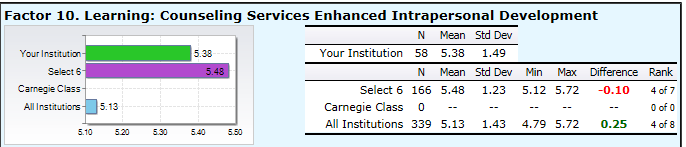 Factor 10. Learning: Counseling Services Enhanced Intrapersonal Development
Your Institution 5.38
Select 6 5.48
Carnegie Class
All Institutions 5.13
5.10 5.20 5.30 5.40 5.50
N Mean Std Dev
Your Institution 58 5.38 1.49
N Mean Std Dev Min Max Difference Rank
Select 6 166 5.48 1.23 5.12 5.72 -0.10 4 of 7
Carnegie Class 0 -- -- -- -- -- 0 of 0
All Institutions 339 5.13 1.43 4.79 5.72 0.25 4 of 8